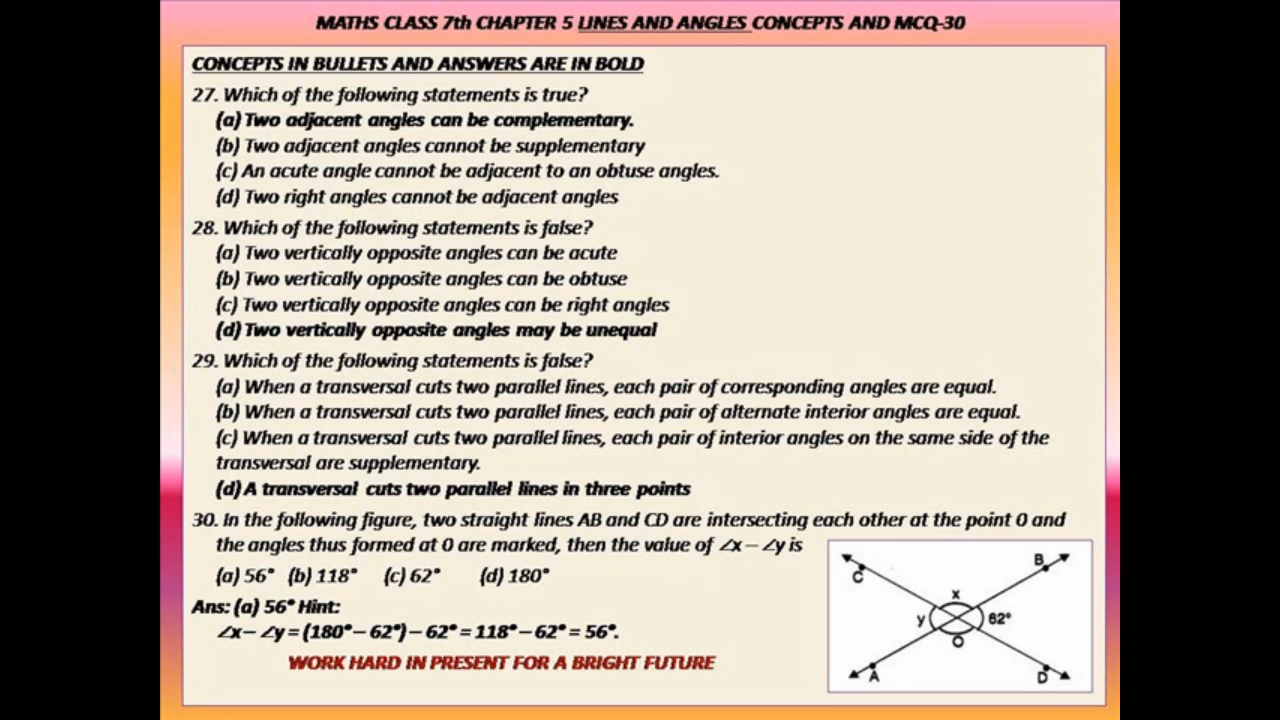 MATHS CLASS 7th CHAPTER 5 LINES AND ANGLES CONCEPTS AND MCQ-30
CONCEPTS IN BULLETS AND ANSWERS ARE IN BOLD
27. Which of the following statements is true?
(a) Two adjacent angles can be complementary.
(b) Two adjacent angles cannot be supplementary
(c) An acute angle cannot be adjacent to an obtuse angles.
(d) Two right angles cannot be adjacent angles
28. Which of the following statements is false?
(a) Two vertically opposite angles can be acute
(b) Two vertically opposite angles can be obtuse
(c) Two vertically opposite angles can be right angles
(d) Two vertically opposite angles may be unequal
29. Which of the following statements is false?
(a) When a transversal cuts two parallel lines, each pair of corresponding angles are equal.
(b) When a transversal cuts two parallel lines, each pair of alternate interior angles are equal.
(c) When a transversal cuts two parallel lines, each pair of interior angles on the same side of the
transversal are supplementary.
(d) A transversal cuts two parallel lines in three points
30. In the following figure, two straight lines AB and CD are intersecting each other at the point 0 and
the angles thus formed at 0 are marked, then the value of ∠x – ∠y is
(a) 56° (b) 118° (c) 62° (d) 180°
Ans: (a) 56° Hint:
∠x – ∠y = (180° – 62°) – 62° = 118° – 62° = 56°.
WORK HARD IN PRESENT FOR A BRIGHT FUTURE
C B
x
y 62°
O
A D